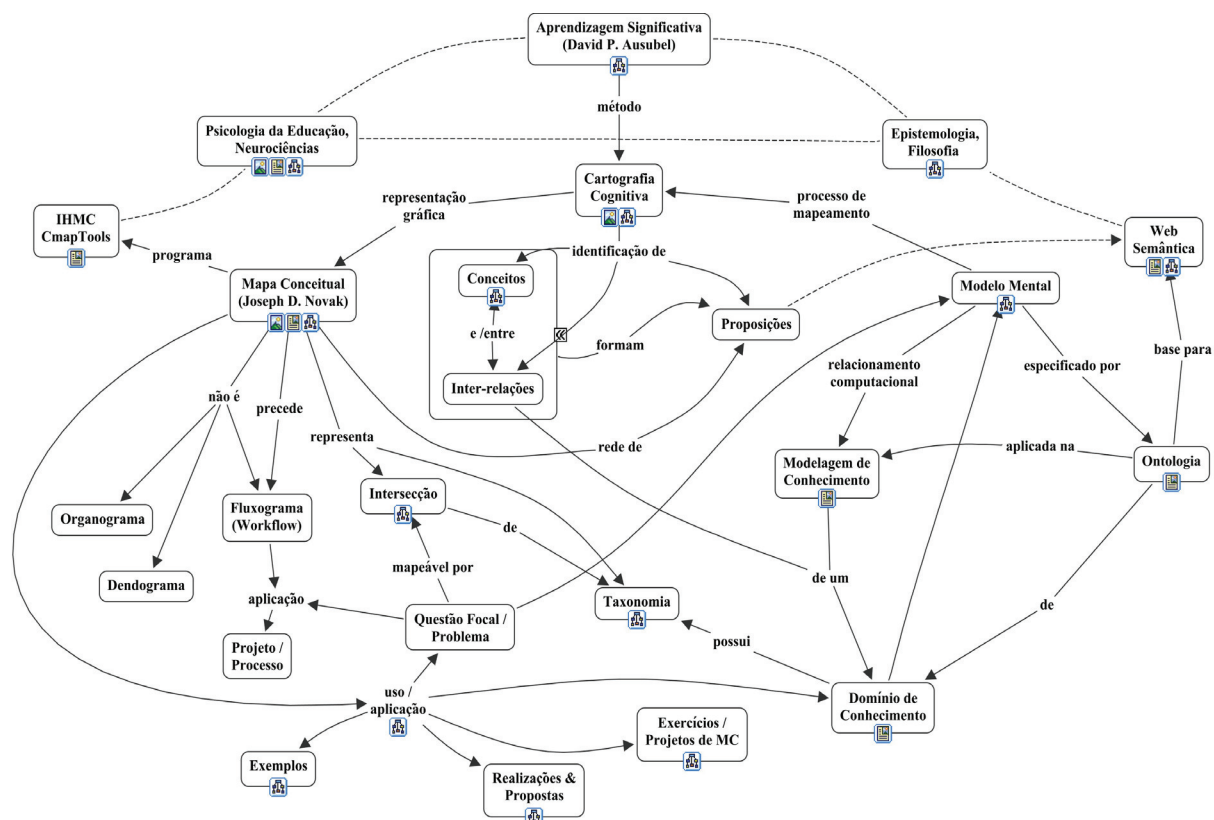 Aprendizagem Significativa
(David P. Ausubel)
método
Psicologia da Educação,
Neurociências
Epistemologia,
Filosofia
Cartografia
Cognitiva
representação
gráfica
processo de
mapeamento
IHMC
CmapTools
programa
Web
Semântica
identificação de
Conceitos
Mapa Conceitual
(Joseph D. Novak)
Modelo Mental
Proposições
e /entre
formam
base para
relacionamento
computacional
especificado por
Inter-relações
não é
precede
representa
rede de
aplicada na
Ontologia
Modelagem de
Conhecimento
Intersecção
Organograma
Fluxograma
(Workflow)
de
mapeável por
Dendograma
de um
aplicação
Taxonomia
de
Questão Focal /
Problema
possui
Projeto /
Processo
uso /
aplicação
Domínio de
Conhecimento
Exercícios /
Projetos de MC
Exemplos
Realizações &
Propostas